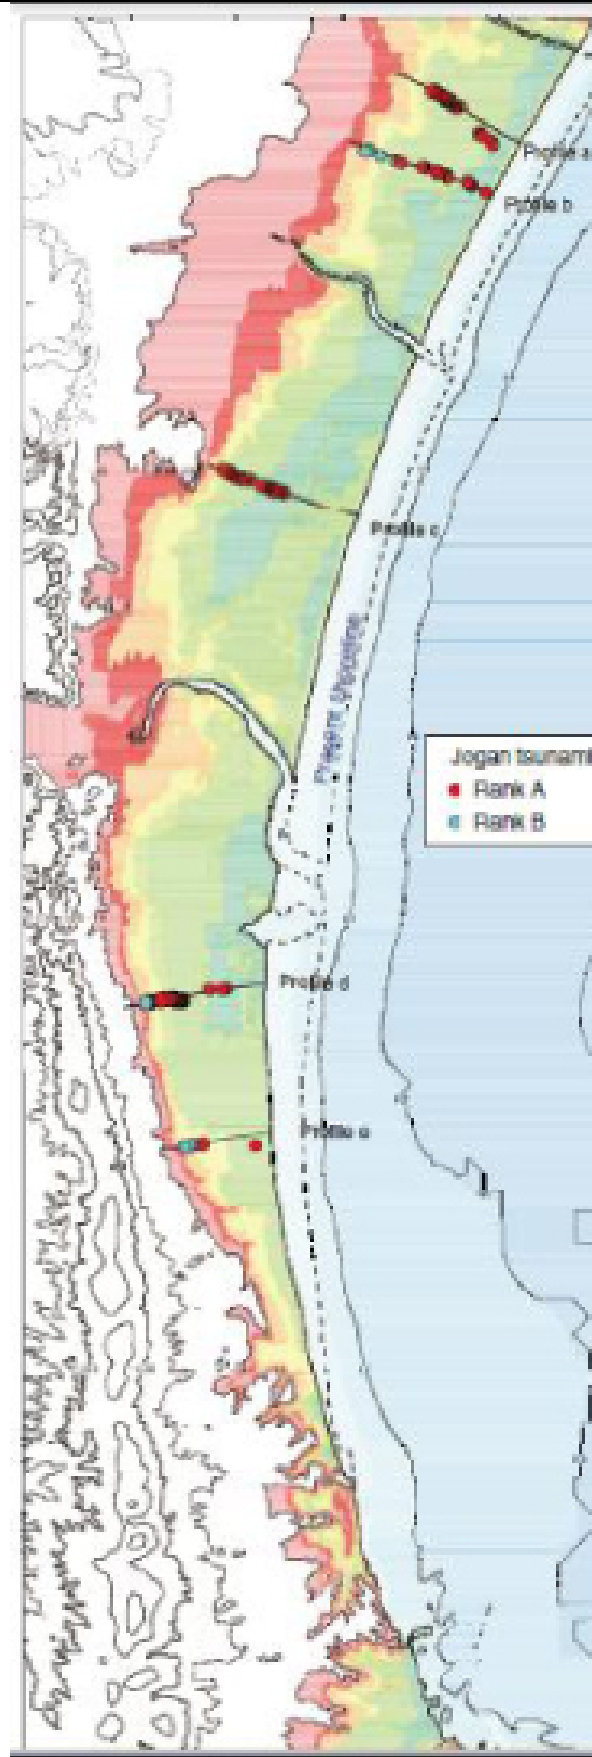 Profile a
Profile b
Profile c
Present shoreline
Jogan tsunami
Rank A
Rank B
Profile d
Profile e